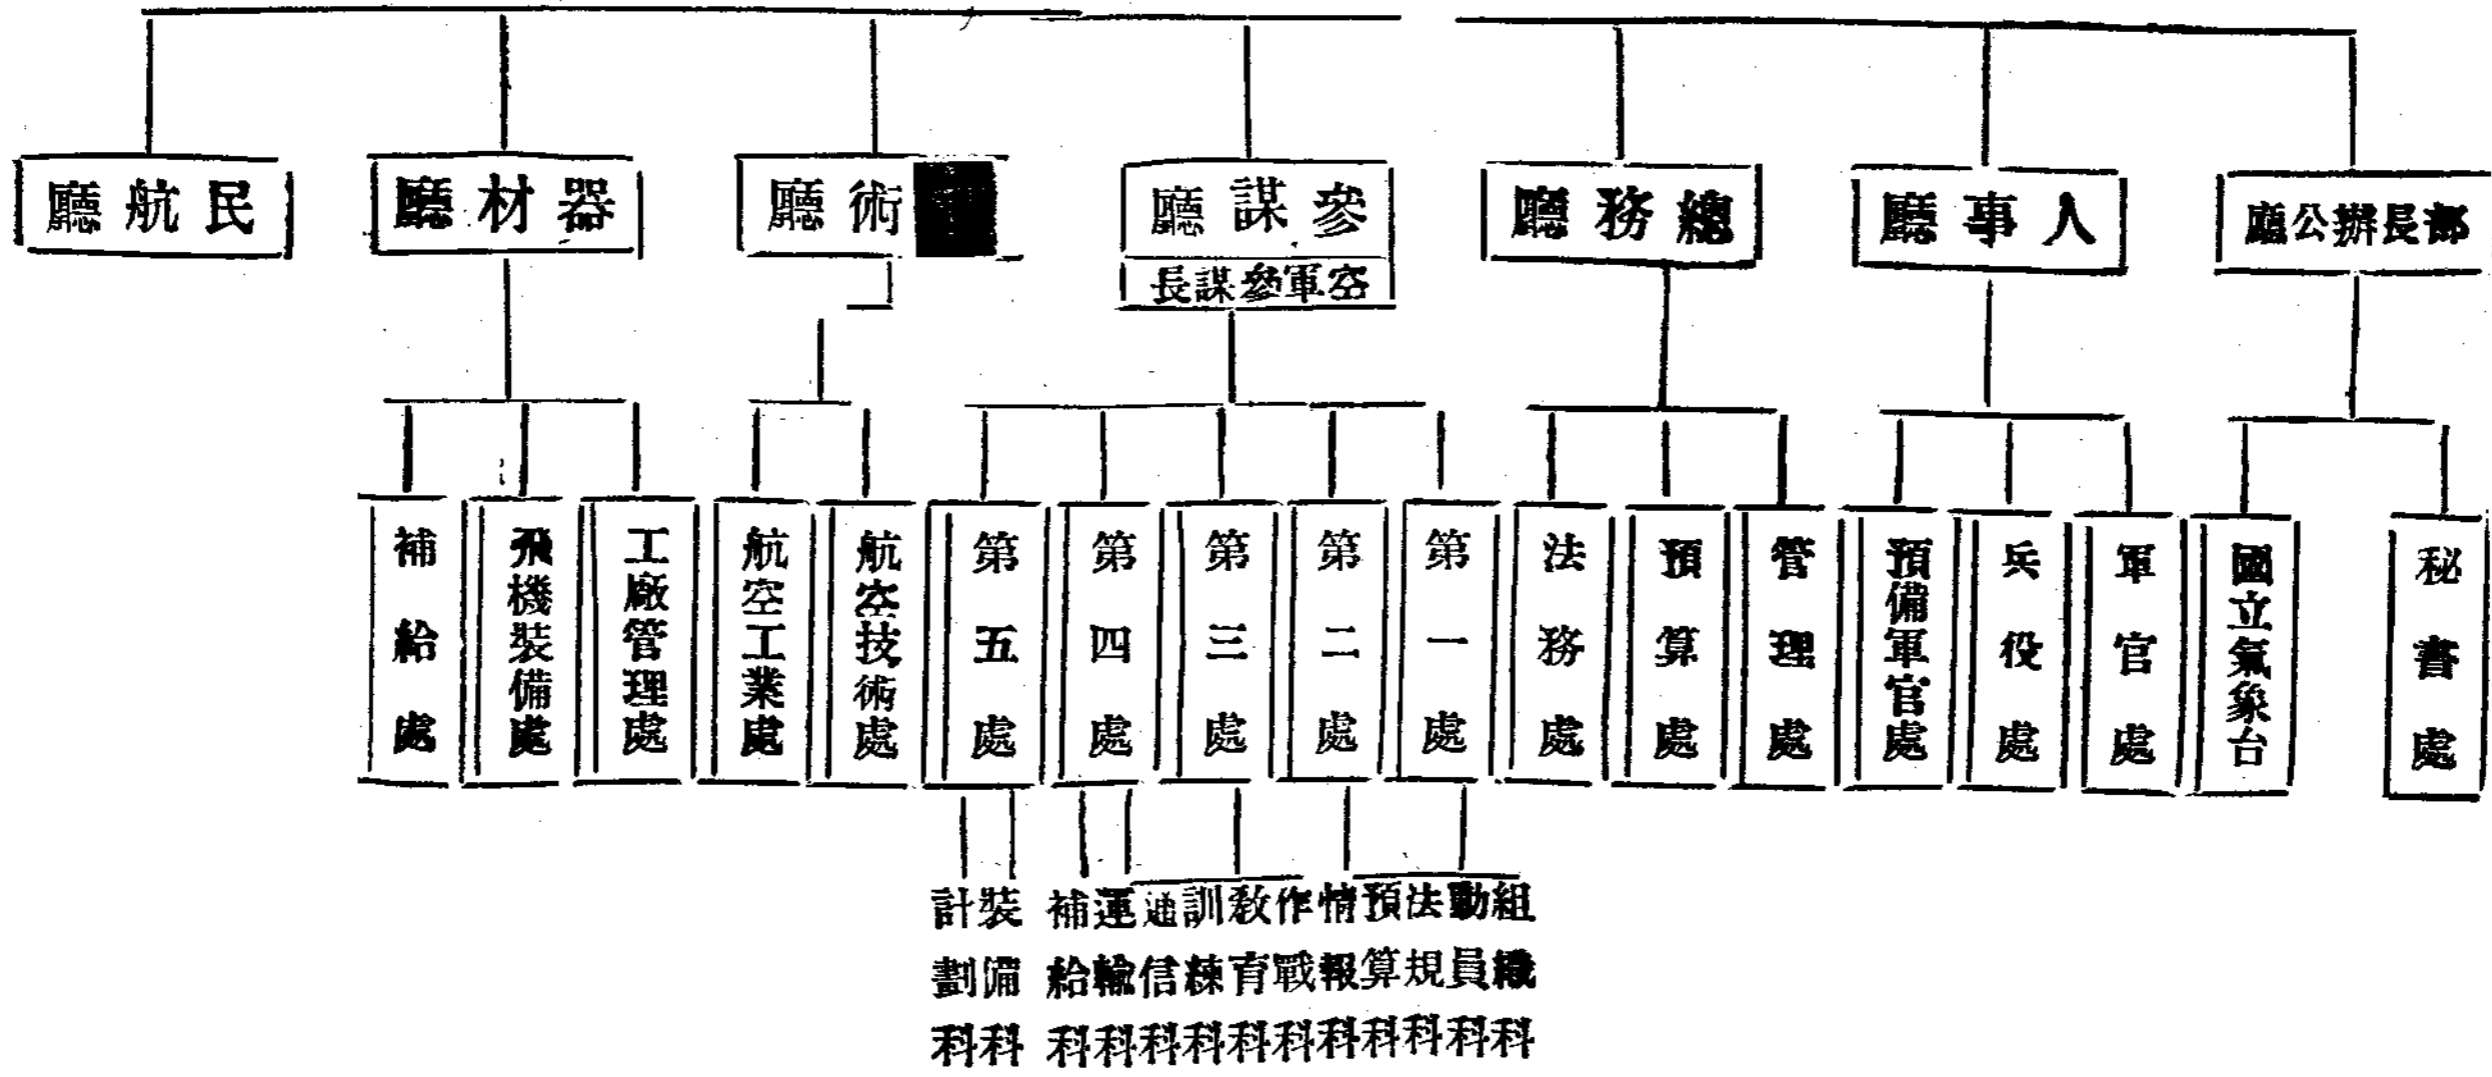 部長辦公廳
人事廳
總務廳
參謀廳
空軍參謀長
術廳
器材廳
民航廳
秘書處
國立氣象台
軍官處
兵役處
預備軍官處
管理處
預算處
法務處
第一處
第二處
第三處
第四處
第五處
航空技術處
航空工業處
工廠管理處
飛機裝備處
補給處
組織科
動員科
法規科
預算科
情報科
作戰科
教育科
訓練科
通信科
運輸科
補給科
裝備科
計劃科